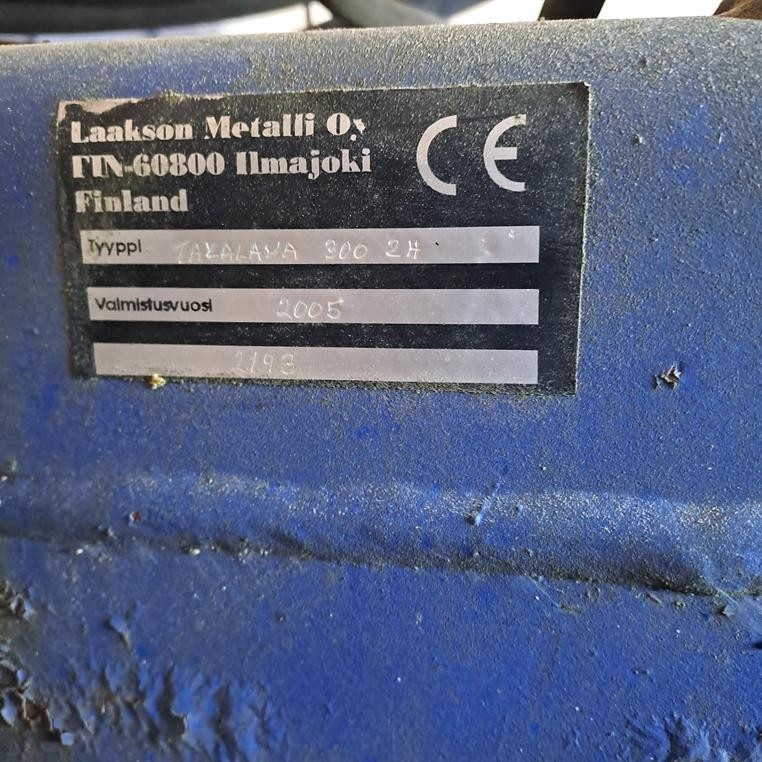 Laakson Metalli Oy
FIN-60800 Ilmajoki
Finland
CE
Tyyppi TAKALANA 300 2H
Valmistusvuosi 2005
2193